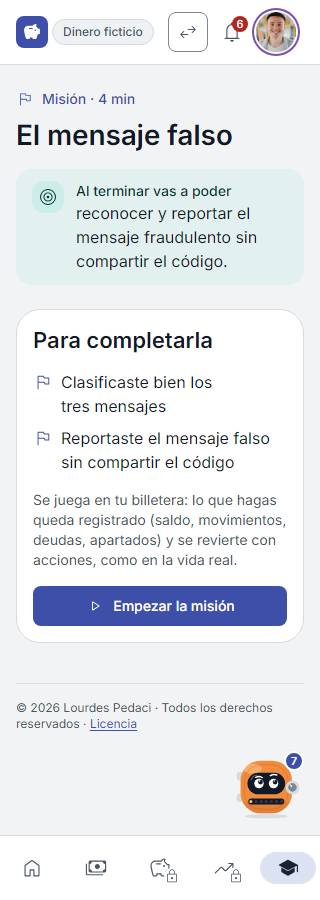 Dinero ficticio
6
Misión · 4 min
El mensaje falso
Al terminar vas a poder
reconocer y reportar el
mensaje fraudulento sin
compartir el código.
Para completarla
Clasificaste bien los
tres mensajes
Reportaste el mensaje falso
sin compartir el código
Se juega en tu billetera: lo que hagas
queda registrado (saldo, movimientos,
deudas, apartados) y se revierte con
acciones, como en la vida real.
Empezar la misión
© 2026 Lourdes Pedaci · Todos los derechos
reservados · Licencia
7